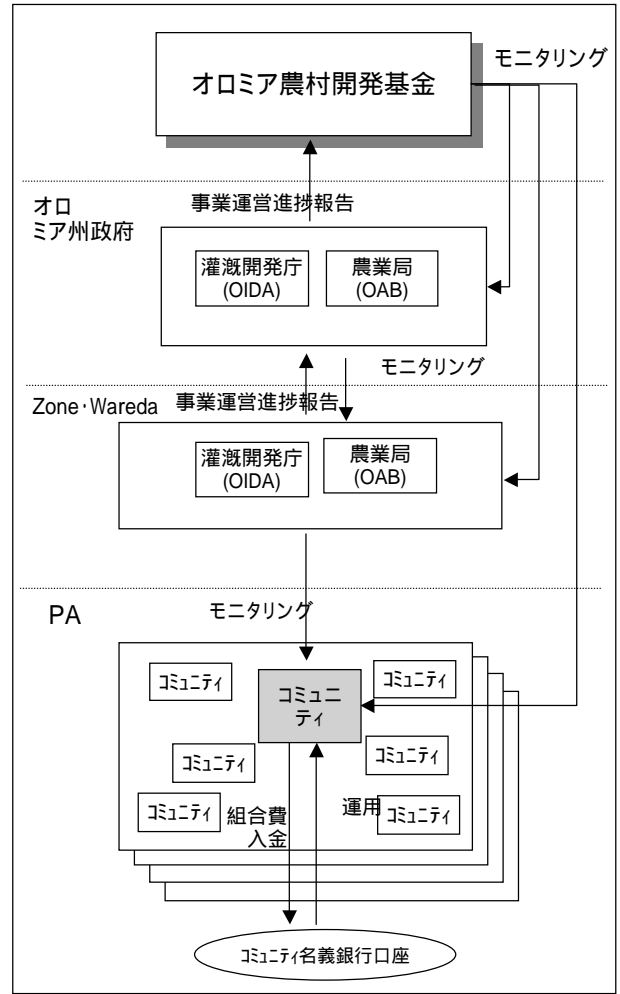 オロミア農村開発基金
モニタリング
オロ
ミア州政府
事業運営進捗報告
灌漑開発庁
(OIDA)
農業局
(OAB)
モニタリング
Zone･Wareda
事業運営進捗報告
灌漑開発庁
(OIDA)
農業局
(OAB)
PA
モニタリング
ｺﾐｭﾆﾃｨ
コミュニ
ティ
ｺﾐｭﾆﾃｨ
ｺﾐｭﾆﾃｨ
ｺﾐｭﾆﾃｨ
ｺﾐｭﾆﾃｨ
組合費
入金
運用
ｺﾐｭﾆﾃｨ
ｺﾐｭﾆﾃｨ名義銀行口座